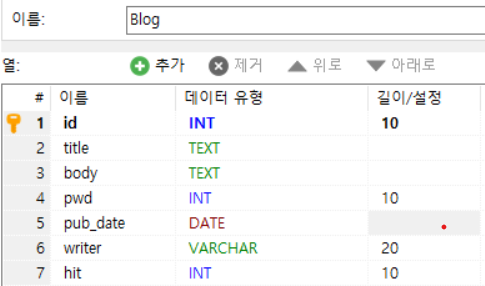 이름: Blog
열: 추가 제거 위로 아래로
# 이름 데이터 유형 길이/설정
1 id INT 10
2 title TEXT
3 body TEXT
4 pwd INT 10
5 pub_date DATE
6 writer VARCHAR 20
7 hit INT 10